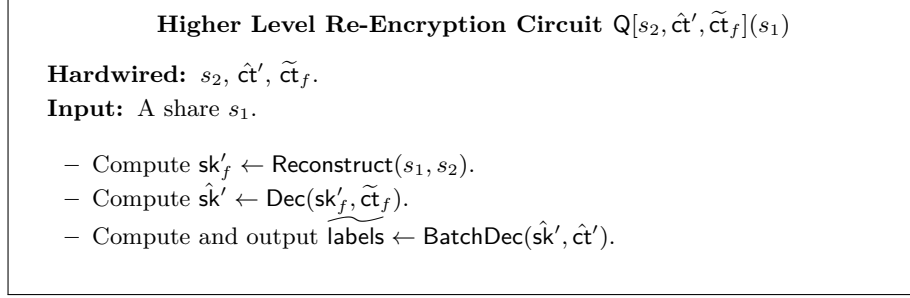 Higher Level Re-Encryption Circuit Q[s₂, ĉt′, c̃t_f](s₁)
Hardwired: s₂, ĉt′, c̃t_f.
Input: A share s₁.
– Compute sk′_f ← Reconstruct(s₁, s₂).
– Compute ŝk′ ← Dec(sk′_f, c̃t_f).
– Compute and output l͠abels ← BatchDec(ŝk′, ĉt′).